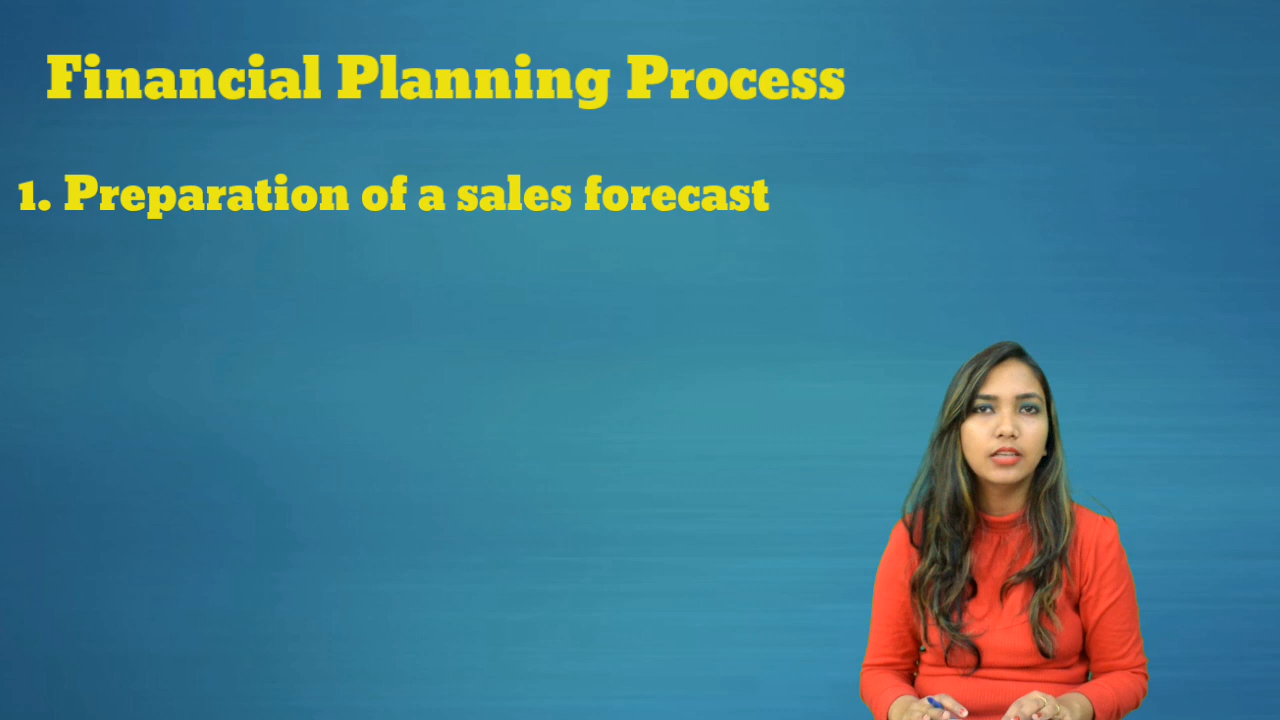 Financial Planning Process
1. Preparation of a sales forecast